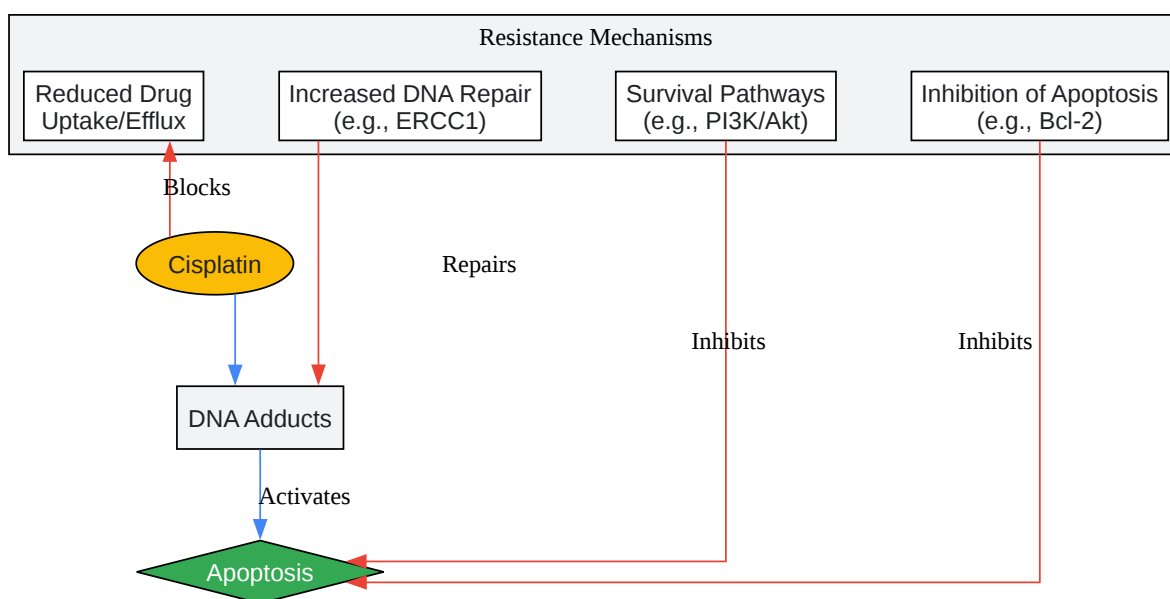 Resistance Mechanisms
Reduced Drug
Uptake/Efflux
Increased DNA Repair
(e.g., ERCC1)
Survival Pathways
(e.g., PI3K/Akt)
Inhibition of Apoptosis
(e.g., Bcl-2)
Blocks
Cisplatin
Repairs
Inhibits
Inhibits
DNA Adducts
Activates
Apoptosis